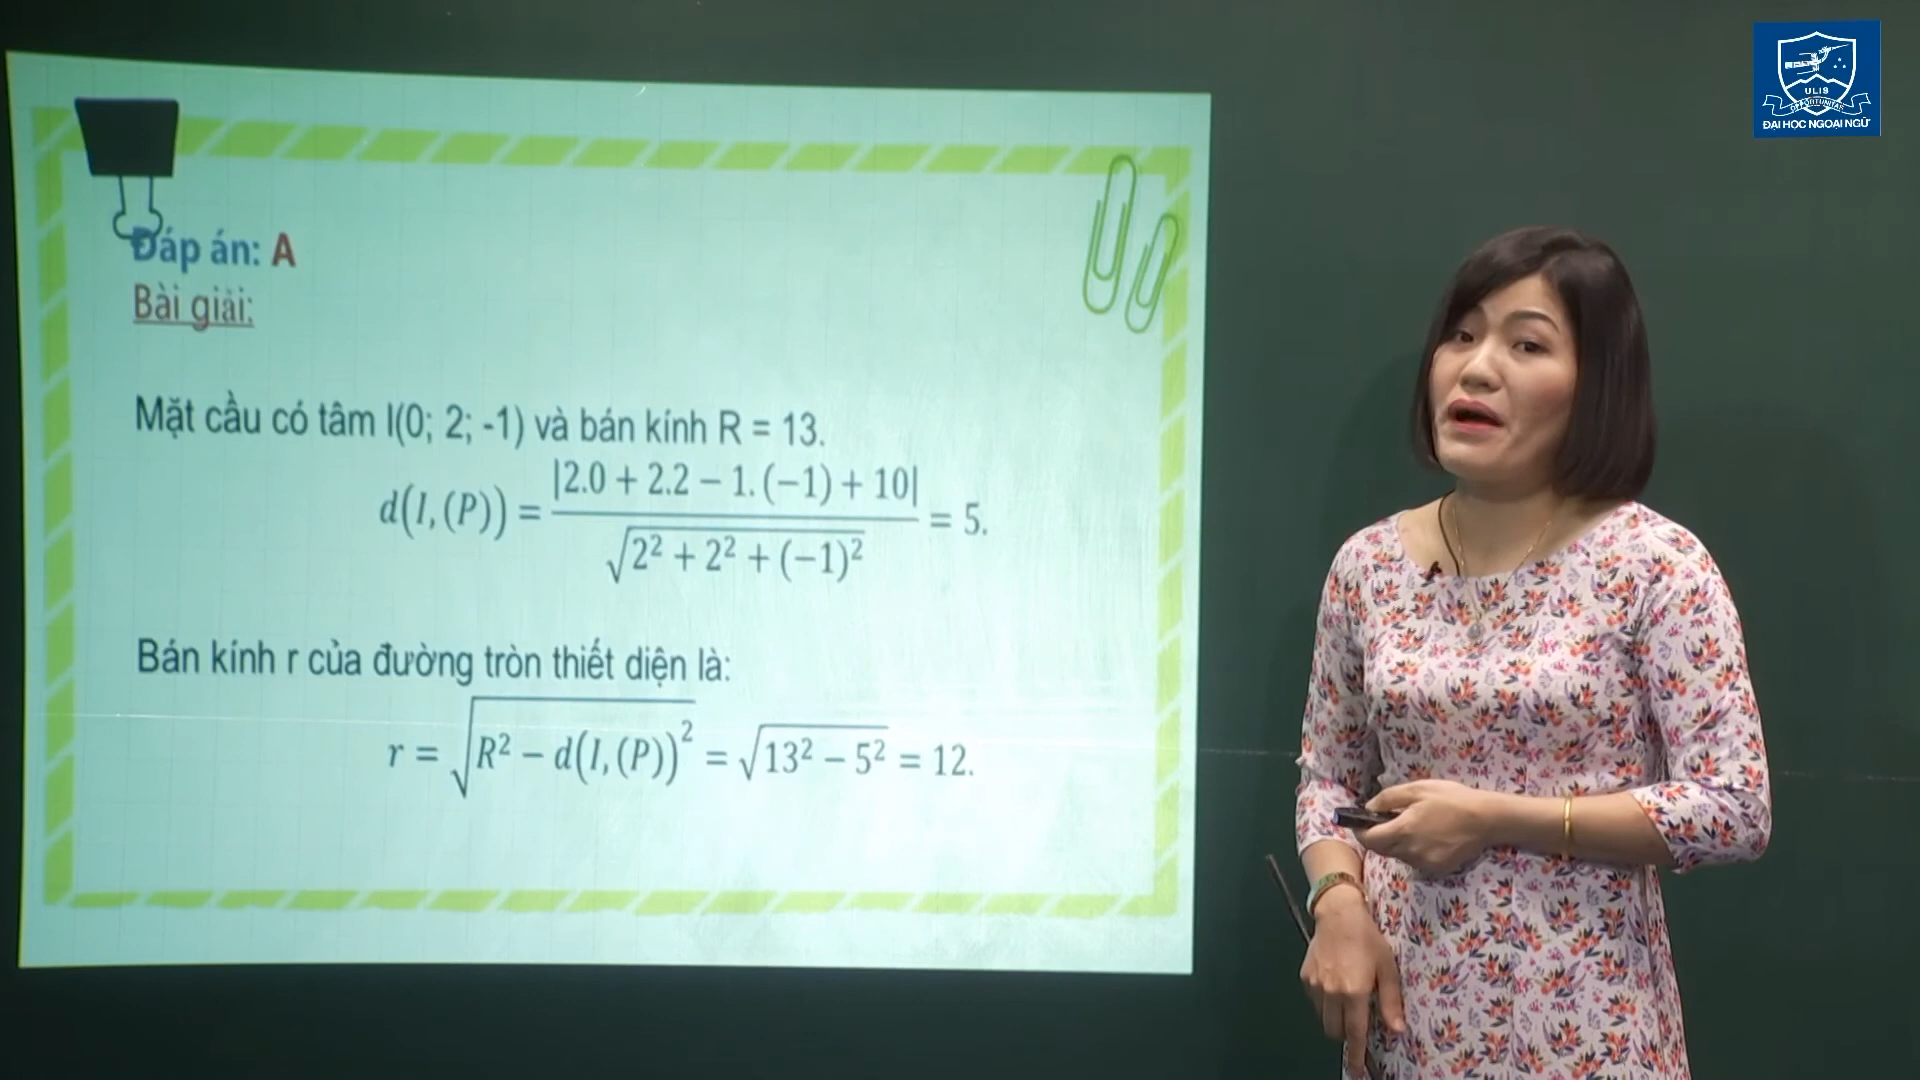 Đáp án: A
Bài giải:
Mặt cầu có tâm I(0; 2; -1) và bán kính R = 13.
d(I, (P)) = |2.0 + 2.2 − 1. (−1) + 10| / √(2² + 2² + (−1)²) = 5.
Bán kính r của đường tròn thiết diện là:
r = √(R² − d(I, (P))²) = √(13² − 5²) = 12.
ULIS
OPPORTUNITAS
ĐẠI HỌC NGOẠI NGỮ